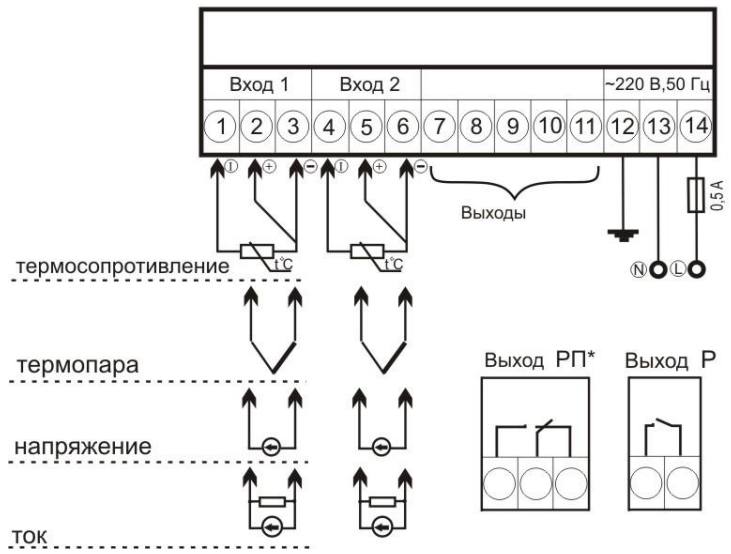 Вход 1 Вход 2 ~220 В,50 Гц
1 2 3 4 5 6 7 8 9 10 11 12 13 14
I + − I + −
0,5 А
Выходы
t°C t°C
термосопротивление
N L
термопара
Выход РП* Выход Р
напряжение
ток